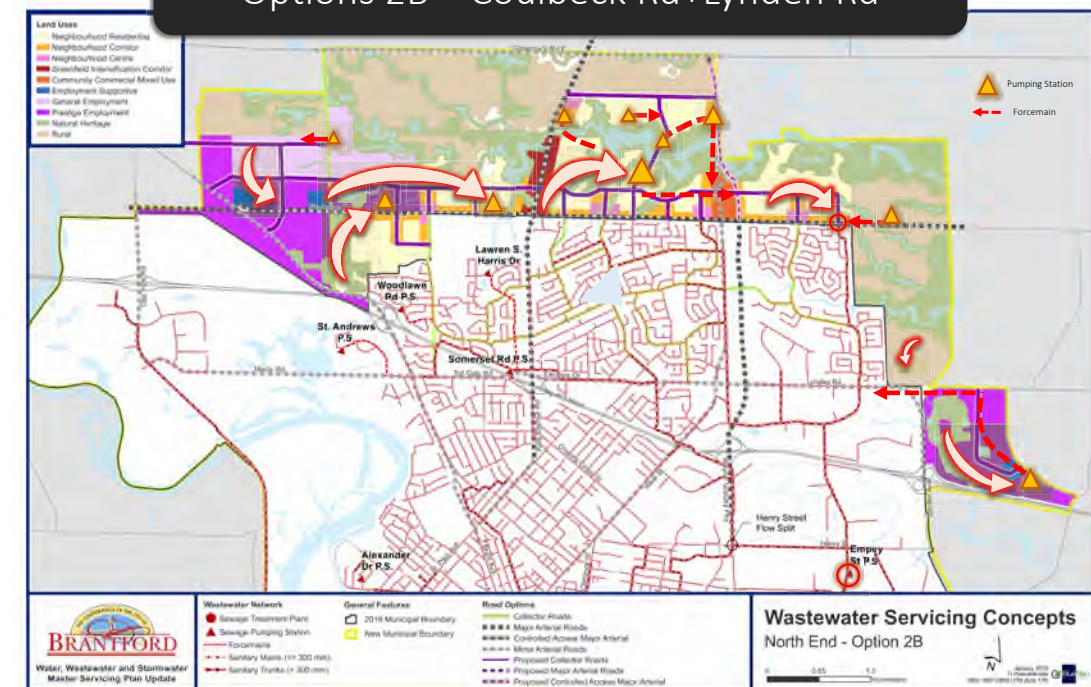 Options 2B – Coulbeck Rd+Lynden Rd
Land Uses
Neighbourhood Residential
Neighbourhood Corridor
Neighbourhood Centre
Greenfield Intensification Corridor
Community Commercial Mixed Use
Employment Supportive
General Employment
Prestige Employment
Natural Heritage
Rural
Pumping Station
Forcemain
Lawren S.
Harris Dr
Woodlawn
Rd P.S.
St. Andrews
P.S
Somerset Rd P.S
Henry Street
Flow Split
Empey
St P.S
Alexander
Dr P.S.
BRANTFORD
Water, Wastewater and Stormwater
Master Servicing Plan Update
Wastewater Network
Sewage Treatment Plant
Sewage Pumping Station
Forcemains
Sanitary Mains (<= 300 mm)
Sanitary Trunks (> 300 mm)
General Features
2016 Municipal Boundary
New Municipal Boundary
Road Options
Collector Roads
Major Arterial Roads
Controlled Access Major Arterial
Minor Arterial Roads
Proposed Collector Roads
Proposed Major Arterial Roads
Proposed Controlled Access Major Arterial
Wastewater Servicing Concepts
North End - Option 2B
N